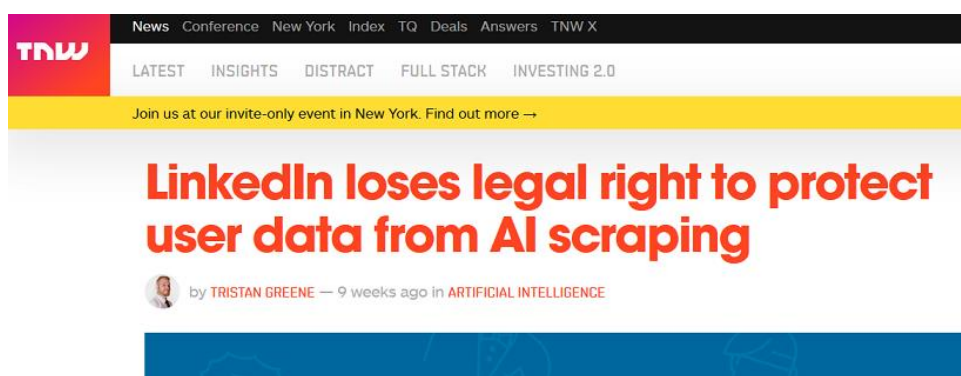 News Conference New York Index TQ Deals Answers TNW X
TNW
LATEST INSIGHTS DISTRACT FULL STACK INVESTING 2.0
Join us at our invite-only event in New York. Find out more →
LinkedIn loses legal right to protect
user data from AI scraping
by TRISTAN GREENE — 9 weeks ago in ARTIFICIAL INTELLIGENCE